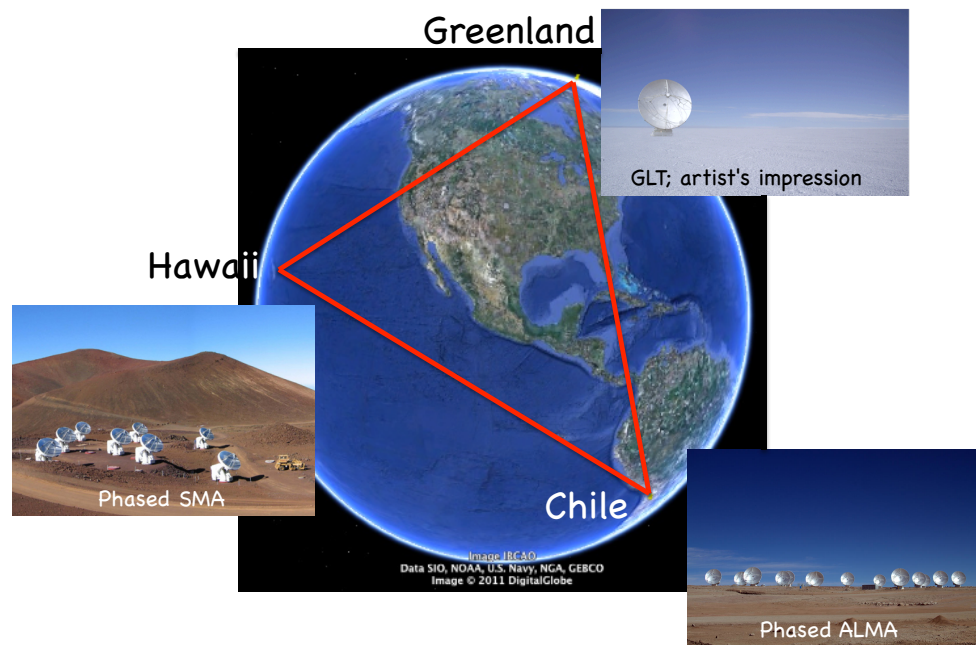 Greenland
GLT; artist's impression
Hawaii
Phased SMA
Chile
Image IBCAO
Data SIO, NOAA, U.S. Navy, NGA, GEBCO
Image © 2011 DigitalGlobe
Phased ALMA